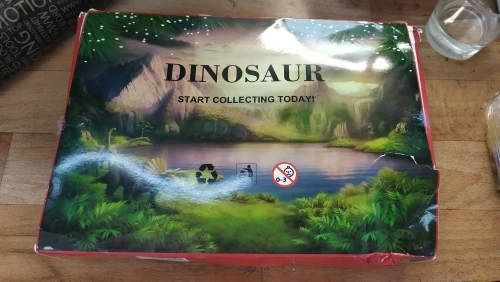 DINOSAUR
START COLLECTING TODAY!
0-3